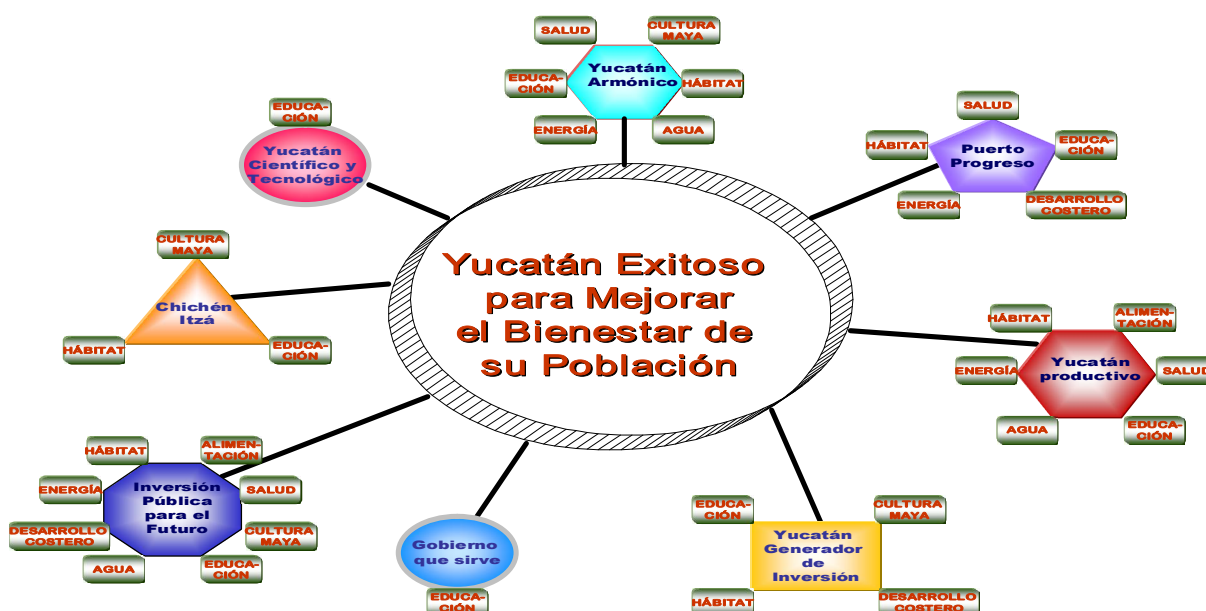 SALUD
CULTURA
MAYA
Yucatán
Armónico
EDUCA-
CIÓN
HÁBITAT
ENERGÍA
AGUA
EDUCA-
CIÓN
Yucatán
Científico y
Tecnológico
SALUD
HÁBITAT
EDUCA-
CIÓN
Puerto
Progreso
ENERGÍA
DESARROLLO
COSTERO
CULTURA
MAYA
Chichén
Itzá
HÁBITAT
EDUCA-
CIÓN
Yucatán Exitoso
para Mejorar
el Bienestar de
su Población
HÁBITAT
ALIMEN-
TACIÓN
ENERGÍA
Yucatán
productivo
SALUD
AGUA
EDUCA-
CIÓN
HÁBITAT
ALIMEN-
TACIÓN
ENERGÍA
SALUD
Inversión
Pública
para el
Futuro
DESARROLLO
COSTERO
CULTURA
MAYA
AGUA
EDUCA-
CIÓN
Gobierno
que sirve
EDUCA-
CIÓN
EDUCA-
CIÓN
CULTURA
MAYA
Yucatán
Generador
de
Inversión
HÁBITAT
DESARROLLO
COSTERO